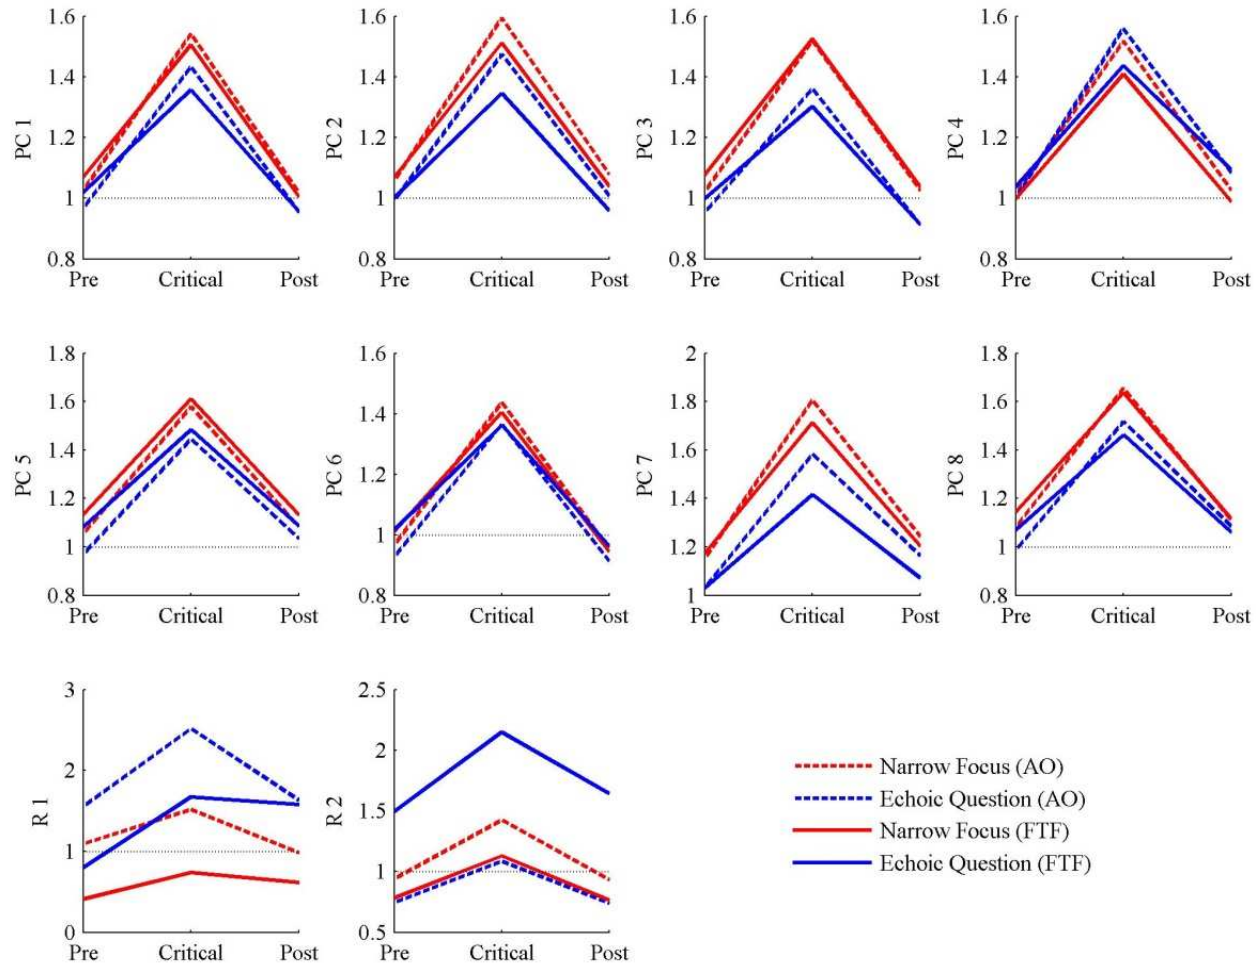 1.6 1.6 1.6 1.6
1.4 1.4 1.4 1.4
PC 1 1.2 PC 2 1.2 PC 3 1.2 PC 4 1.2
1 1 1 1
0.8 0.8 0.8 0.8
Pre Critical Post Pre Critical Post Pre Critical Post Pre Critical Post
1.8 1.6 2 1.8
1.6 1.4 1.8 1.6
1.4 1.6 1.4
PC 5 1.2 PC 6 1.2 PC 7 1.4 PC 8 1.2
1 1 1.2 1
0.8 0.8 1 0.8
Pre Critical Post Pre Critical Post Pre Critical Post Pre Critical Post
3 2.5
2 2
R 1 R 2 1.5
1 1
0 0.5
Pre Critical Post Pre Critical Post
Narrow Focus (AO)
Echoic Question (AO)
Narrow Focus (FTF)
Echoic Question (FTF)